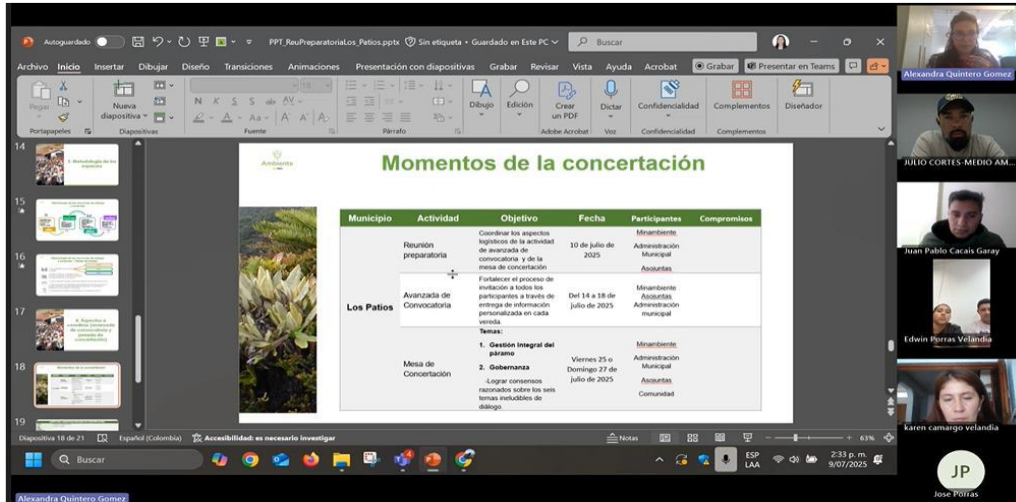 Autoguardado
PPT_ReuPreparatoriaLos_Patios.pptx
Sin etiqueta • Guardado en Este PC
Buscar
Archivo Inicio Insertar Dibujar Diseño Transiciones Animaciones Presentación con diapositivas Grabar Revisar Vista Ayuda Acrobat
Grabar
Presentar en Teams
Pegar
Nueva
diapositiva
N K S
Dibujo
Edición
Crear
un PDF
Dictar
Confidencialidad
Complementos
Diseñador
Portapapeles
Diapositivas
Fuente
Párrafo
Adobe Acrobat
Voz
Confidencialidad
Complementos
14
15
16
17
18
19
Ambiente
Momentos de la concertación
Municipio Actividad Objetivo Fecha Participantes Compromisos
Los Patios
Reunión
preparatoria
Coordinar los aspectos
logísticos de la actividad
de avanzada de
convocatoria y de la
mesa de concertación
10 de julio de
2025
Minambiente
Administración
Municipal
Asojuntas
Avanzada de
Convocatoria
Fortalecer el proceso de
invitación a todos los
participantes a través de
entrega de información
personalizada en cada
vereda.
Del 14 a 18 de
julio de 2025
Minambiente
Asojuntas
Administración
municipal
Mesa de
Concertación
Temas:
1. Gestión Integral del
páramo
2. Gobernanza
-Lograr consensos
razonados sobre los seis
temas ineludibles de
diálogo.
Viernes 25 o
Domingo 27 de
julio de 2025
Minambiente
Administración
Municipal
Asojuntas
Comunidad
Diapositiva 18 de 21
Español (Colombia)
Accesibilidad: es necesario investigar
Notas
63%
Buscar
ESP
LAA
2:33 p. m.
9/07/2025
Alexandra Quintero Gomez
Alexandra Quintero Gomez
JULIO CORTES-MEDIO AM...
Juan Pablo Cacais Garay
Edwin Porras Velandia
karen camargo velandia
JP
Jose Porras